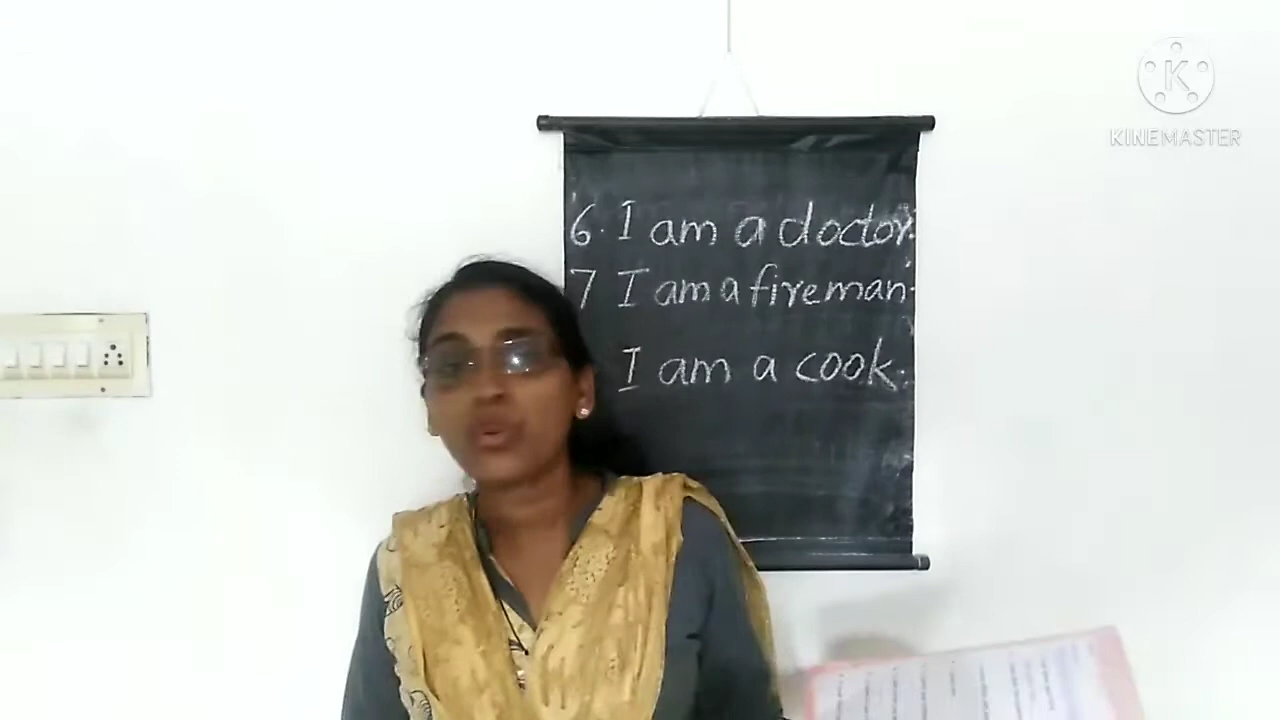 KINEMASTER
6. I am a doctor.
7 I am a fireman.
I am a cook.